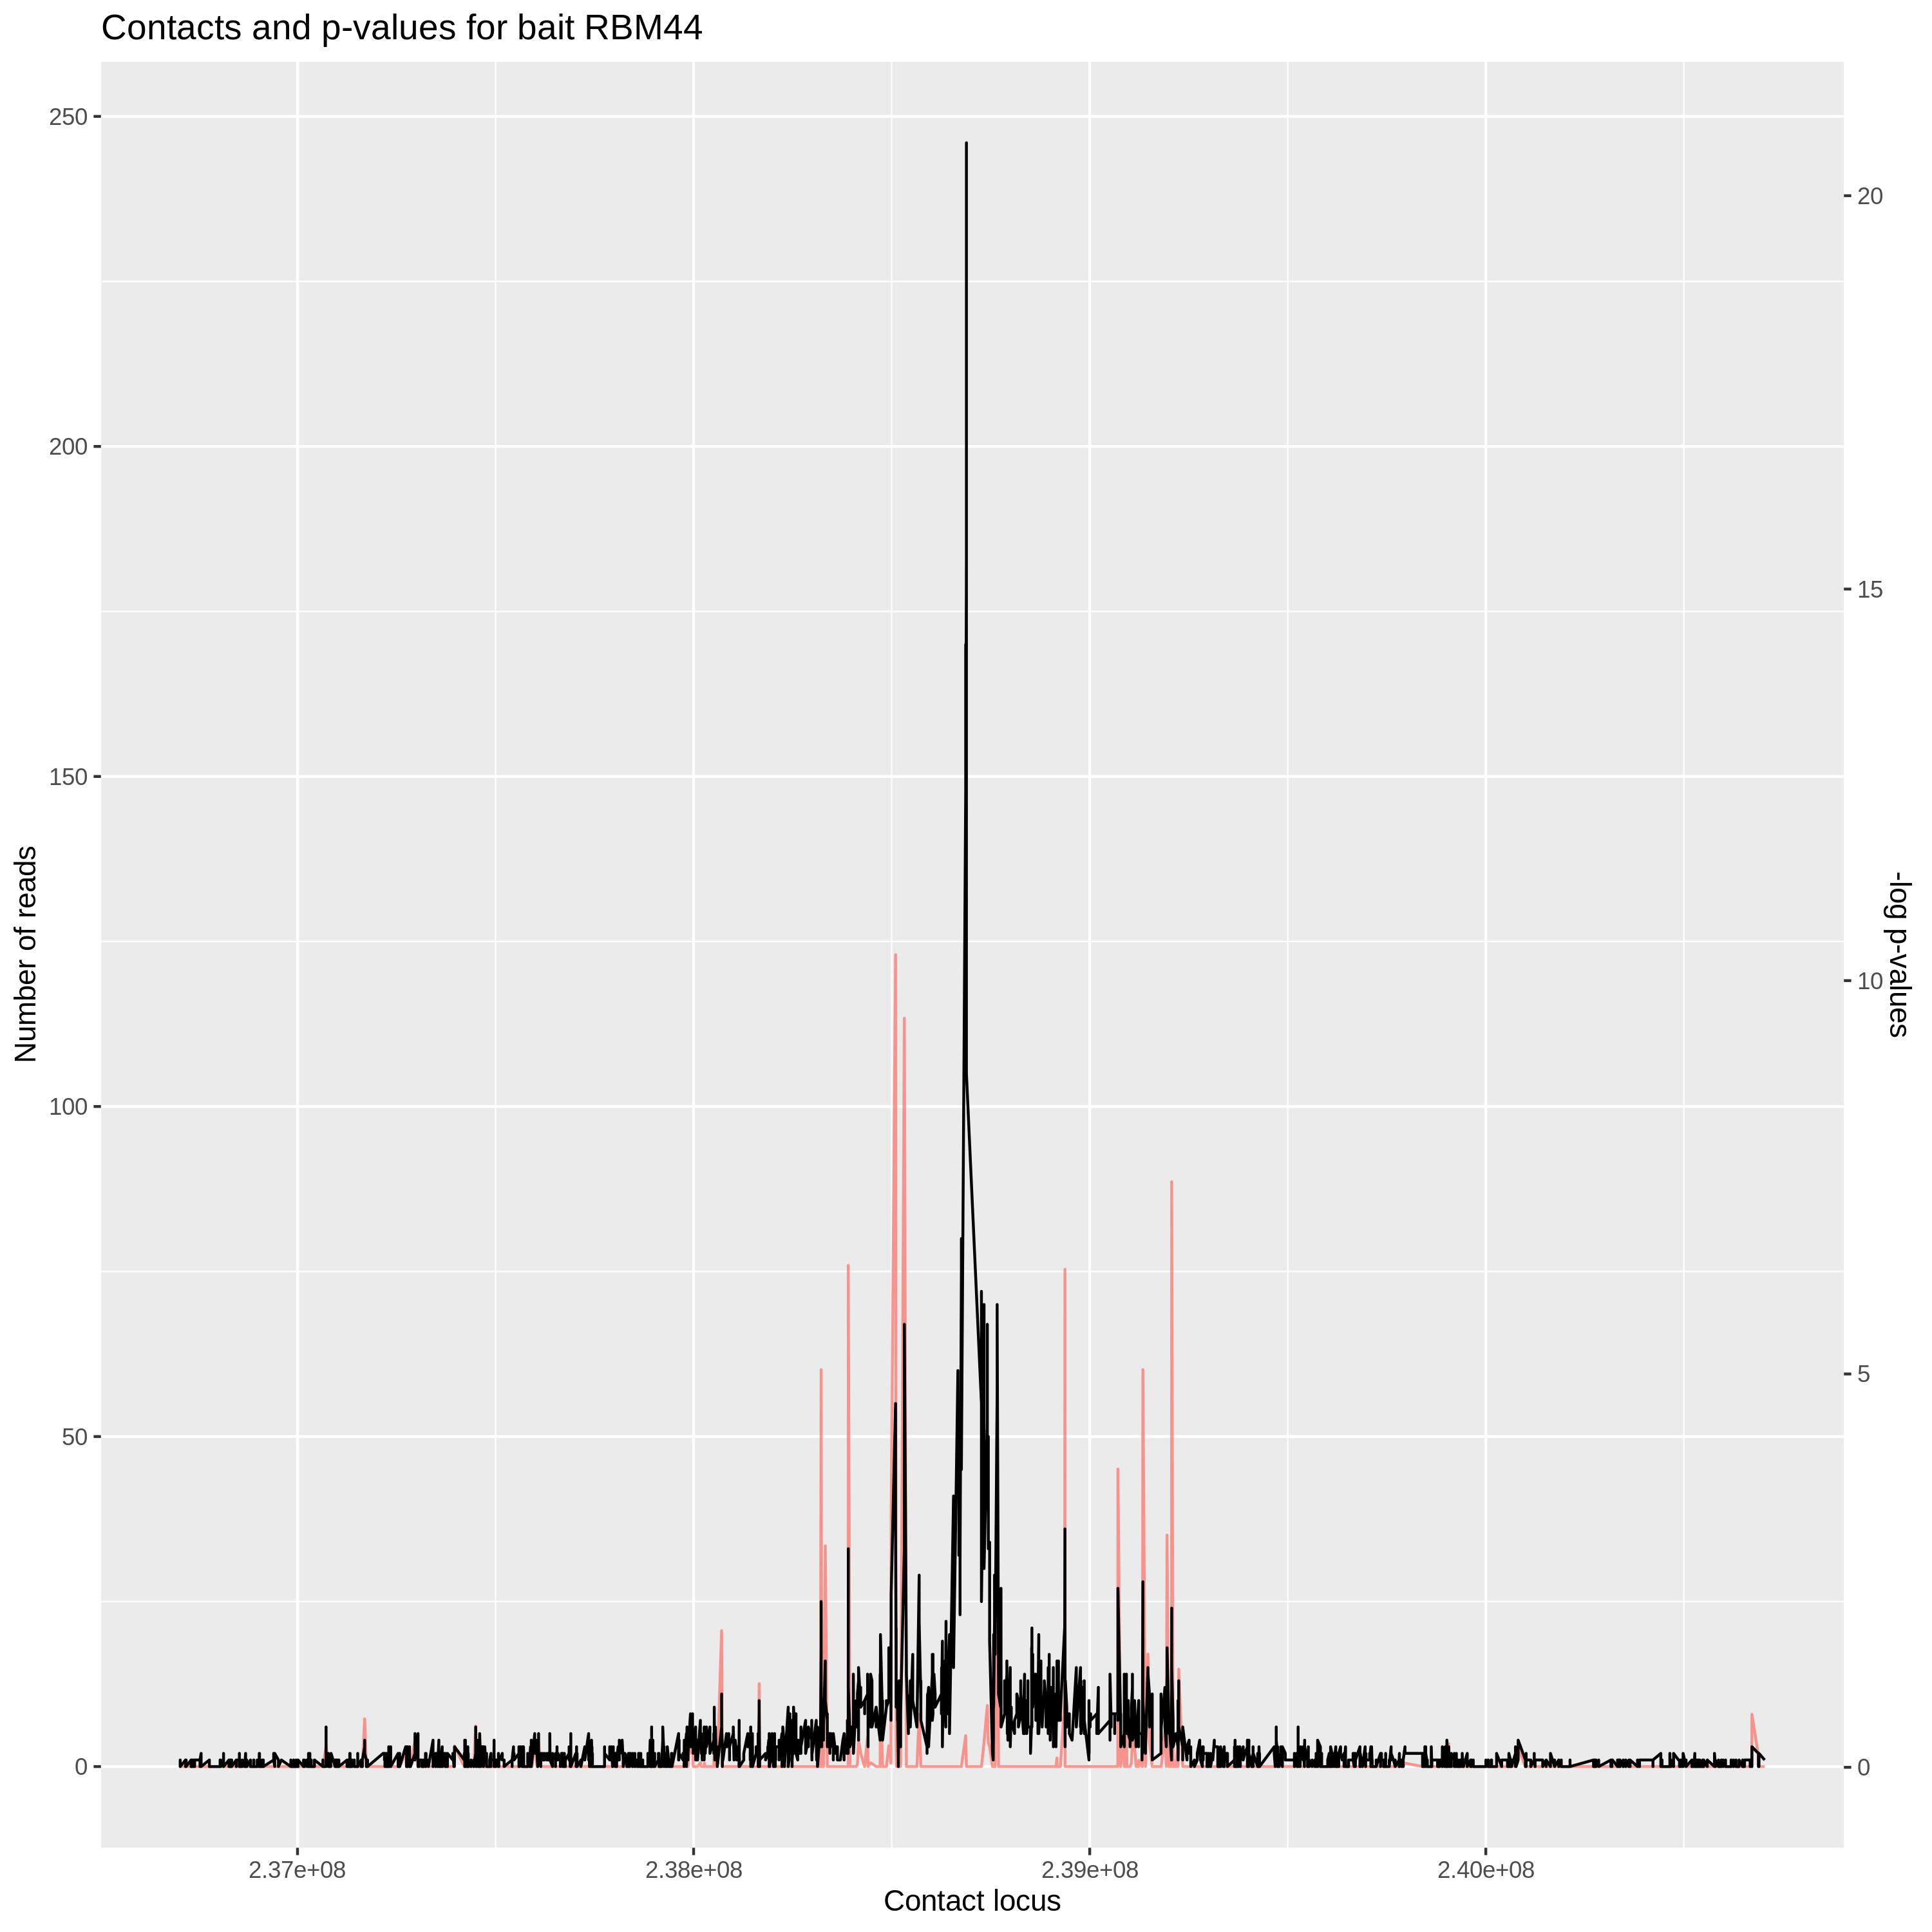 Contacts and p-values for bait RBM44
250
200
150
100
50
0
Number of reads
20
15
10
5
0
-log p-values
2.37e+08 2.38e+08 2.39e+08 2.40e+08
Contact locus